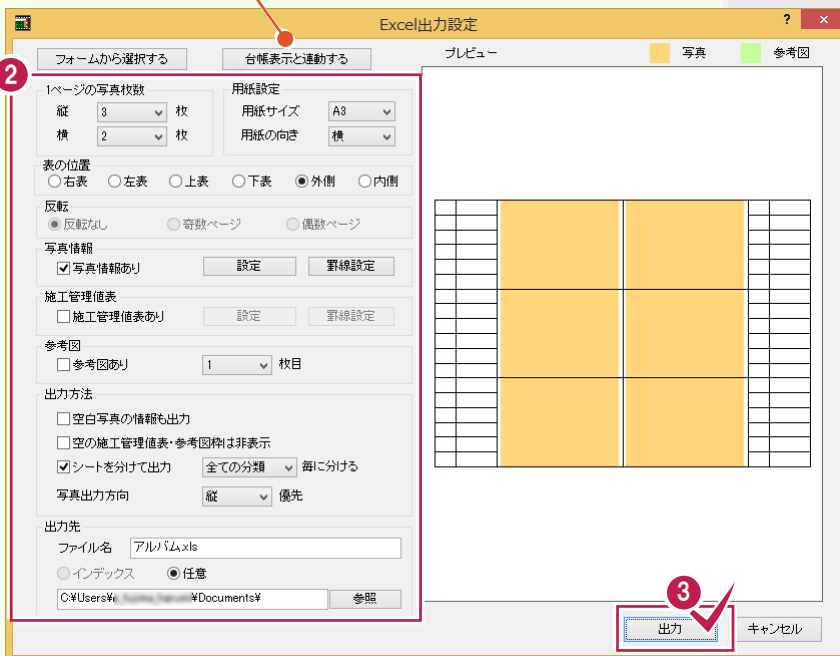 Excel出力設定
? ×
フォームから選択する 台帳表示と連動する
プレビュー 写真 参考図
2
1ページの写真枚数
縦 3 枚
横 2 枚
用紙設定
用紙サイズ A3
用紙の向き 横
表の位置
右表 左表 上表 下表 外側 内側
反転
反転なし 奇数ページ 偶数ページ
写真情報
写真情報あり 設定 罫線設定
施工管理値表
施工管理値表あり 設定 罫線設定
参考図
参考図あり 1 枚目
出力方法
空白写真の情報も出力
空の施工管理値表・参考図枠は非表示
シートを分けて出力 全ての分類 毎に分ける
写真出力方向 縦 優先
出力先
ファイル名 アルバム.xls
インデックス 任意
C:¥Users¥ ¥Documents¥ 参照
3
出力 キャンセル